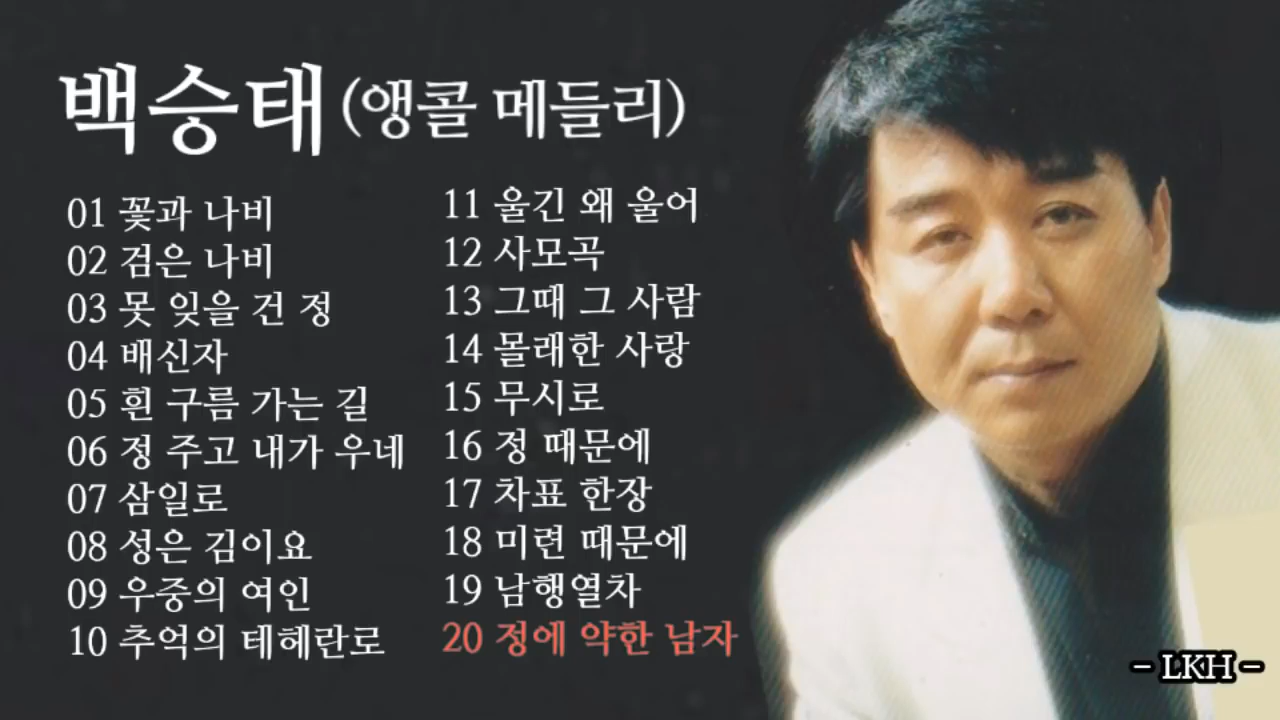 백승태 (앵콜 메들리)
01 꽃과 나비
02 검은 나비
03 못 잊을 건 정
04 배신자
05 흰 구름 가는 길
06 정 주고 내가 우네
07 삼일로
08 성은 김이요
09 우중의 여인
10 추억의 테헤란로
11 울긴 왜 울어
12 사모곡
13 그때 그 사람
14 몰래한 사랑
15 무시로
16 정 때문에
17 차표 한장
18 미련 때문에
19 남행열차
20 정에 약한 남자
– LKH –